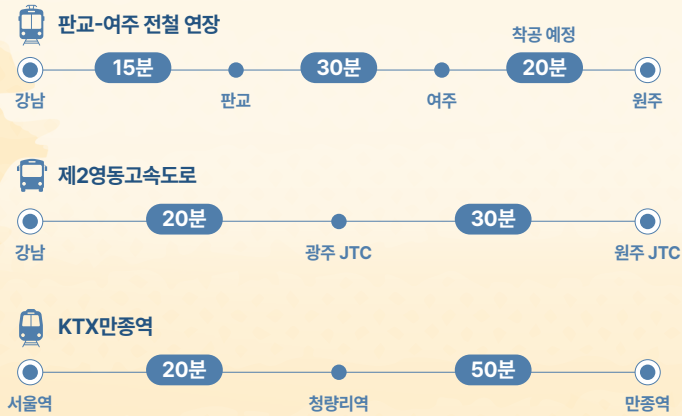 판교-여주 전철 연장
착공 예정
15분 30분 20분
강남 판교 여주 원주
제2영동고속도로
20분 30분
강남 광주 JTC 원주 JTC
KTX만종역
20분 50분
서울역 청량리역 만종역